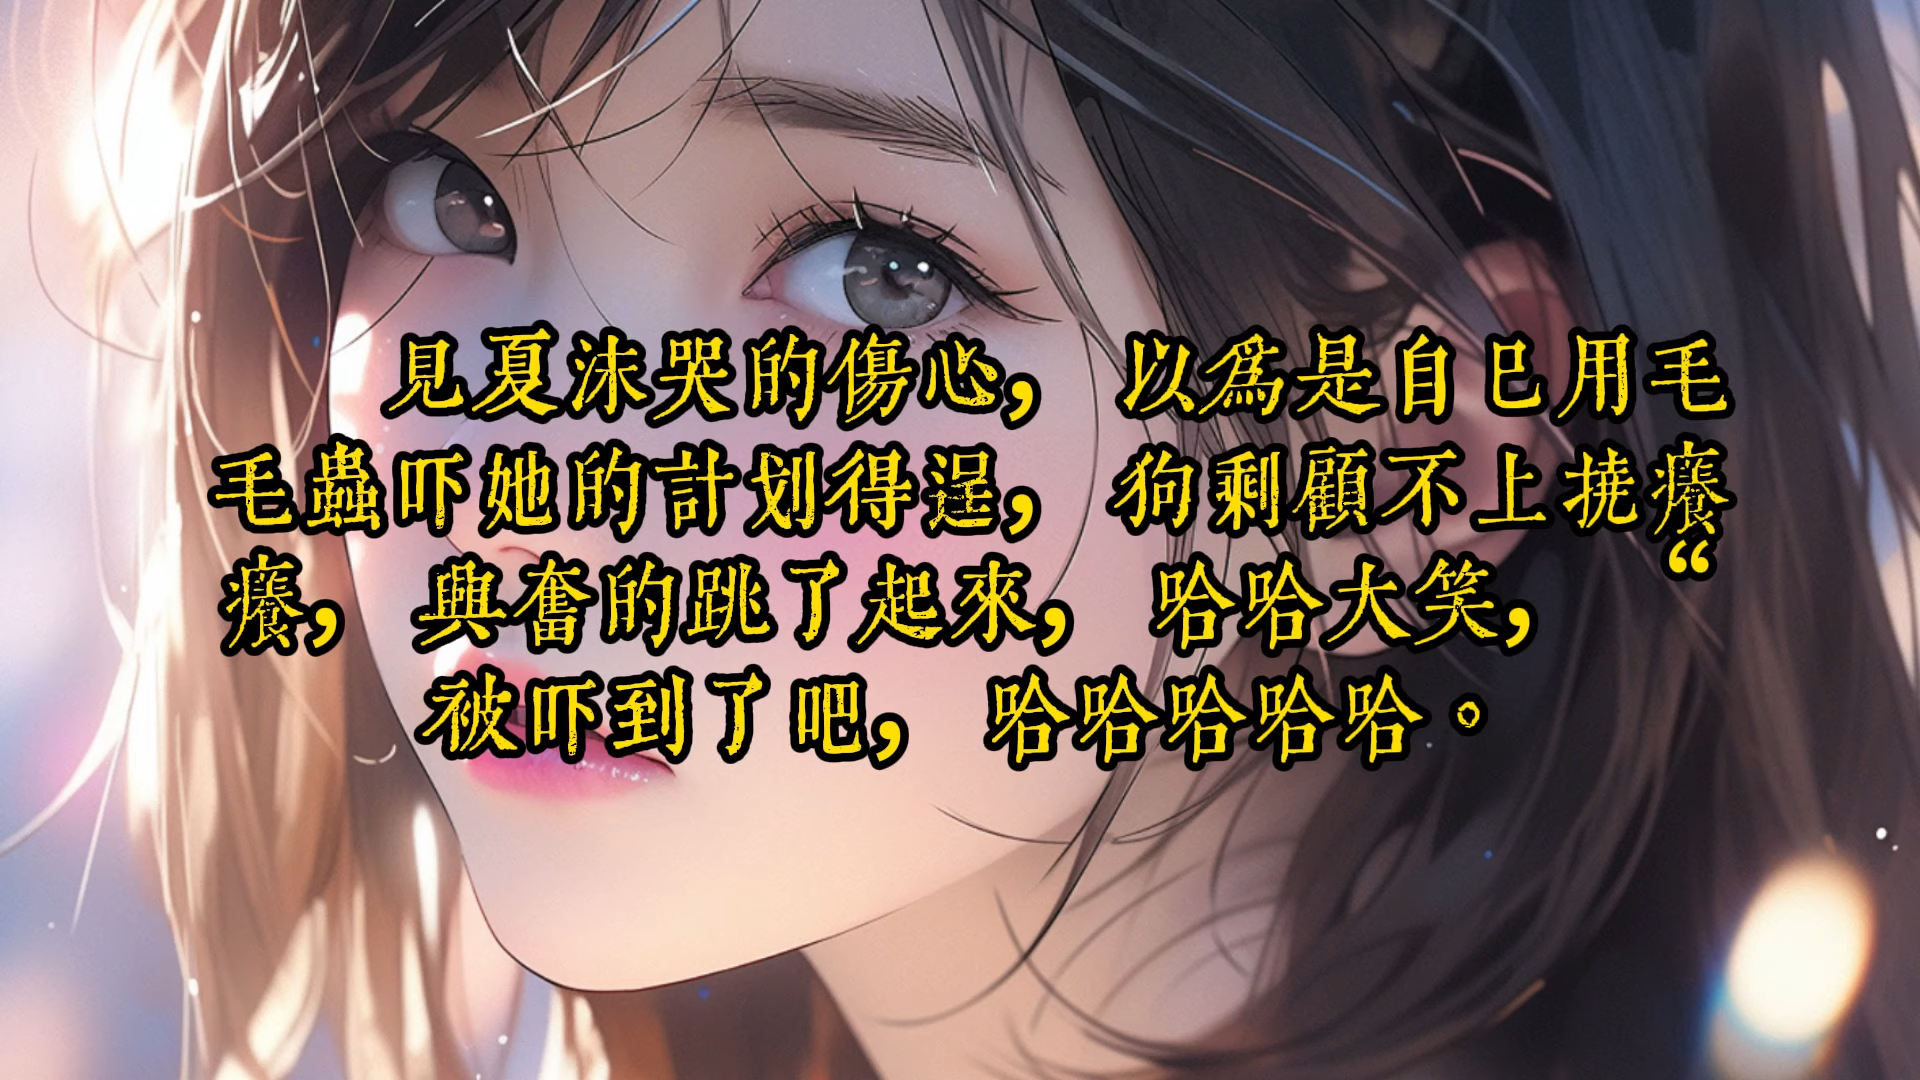 見夏沫哭的傷心，以為是自已用毛
毛蟲吓她的計划得逞，狗剩顧不上撓癢
癢，興奮的跳了起來，哈哈大笑，“
被吓到了吧，哈哈哈哈哈。